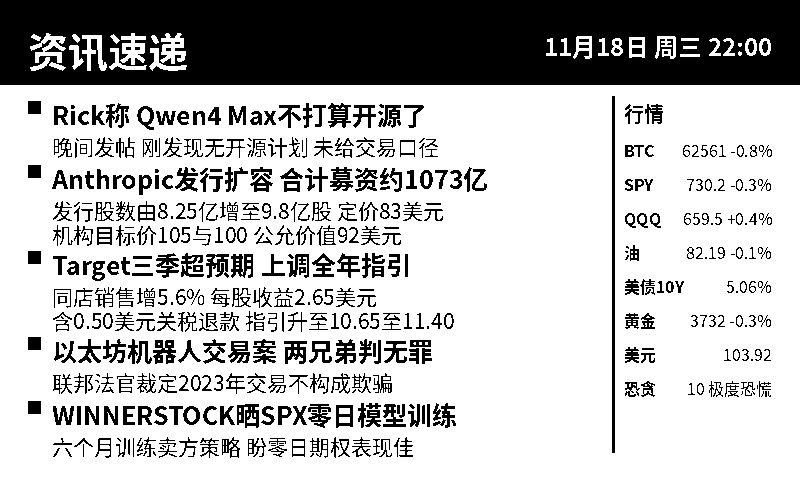 资讯速递
11月18日 周三 22:00
Rick称 Qwen4 Max不打算开源了
晚间发帖 刚发现无开源计划 未给交易口径
Anthropic发行扩容 合计募资约1073亿
发行股数由8.25亿增至9.8亿股 定价83美元
机构目标价105与100 公允价值92美元
Target三季超预期 上调全年指引
同店销售增5.6% 每股收益2.65美元
含0.50美元关税退款 指引升至10.65至11.40
以太坊机器人交易案 两兄弟判无罪
联邦法官裁定2023年交易不构成欺骗
WINNERSTOCK晒SPX零日模型训练
六个月训练卖方策略 盼零日期权表现佳
行情
BTC 62561 -0.8%
SPY 730.2 -0.3%
QQQ 659.5 +0.4%
油 82.19 -0.1%
美债10Y 5.06%
黄金 3732 -0.3%
美元 103.92
恐贪 10 极度恐慌